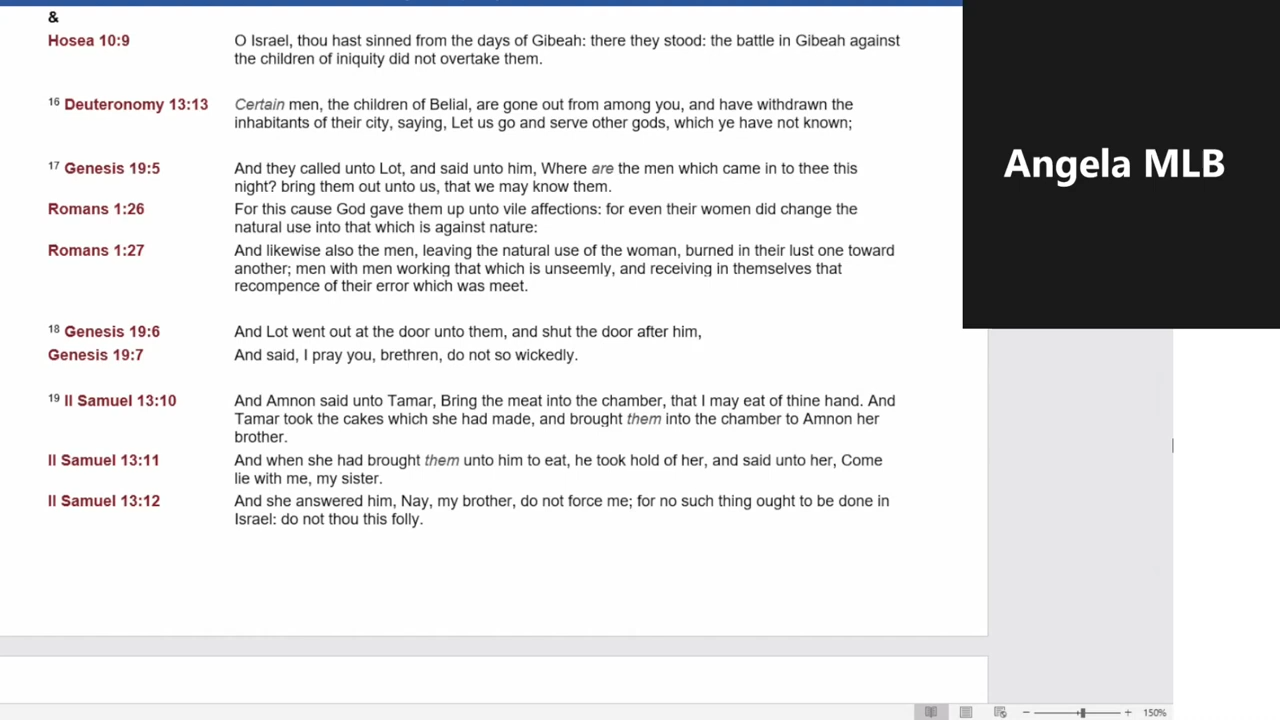 &
Hosea 10:9 O Israel, thou hast sinned from the days of Gibeah: there they stood: the battle in Gibeah against
the children of iniquity did not overtake them.
16 Deuteronomy 13:13 Certain men, the children of Belial, are gone out from among you, and have withdrawn the
inhabitants of their city, saying, Let us go and serve other gods, which ye have not known;
17 Genesis 19:5 And they called unto Lot, and said unto him, Where are the men which came in to thee this
night? bring them out unto us, that we may know them.
Romans 1:26 For this cause God gave them up unto vile affections: for even their women did change the
natural use into that which is against nature:
Romans 1:27 And likewise also the men, leaving the natural use of the woman, burned in their lust one toward
another; men with men working that which is unseemly, and receiving in themselves that
recompence of their error which was meet.
18 Genesis 19:6 And Lot went out at the door unto them, and shut the door after him,
Genesis 19:7 And said, I pray you, brethren, do not so wickedly.
19 II Samuel 13:10 And Amnon said unto Tamar, Bring the meat into the chamber, that I may eat of thine hand. And
Tamar took the cakes which she had made, and brought them into the chamber to Amnon her
brother.
II Samuel 13:11 And when she had brought them unto him to eat, he took hold of her, and said unto her, Come
lie with me, my sister.
II Samuel 13:12 And she answered him, Nay, my brother, do not force me; for no such thing ought to be done in
Israel: do not thou this folly.
Angela MLB
150%